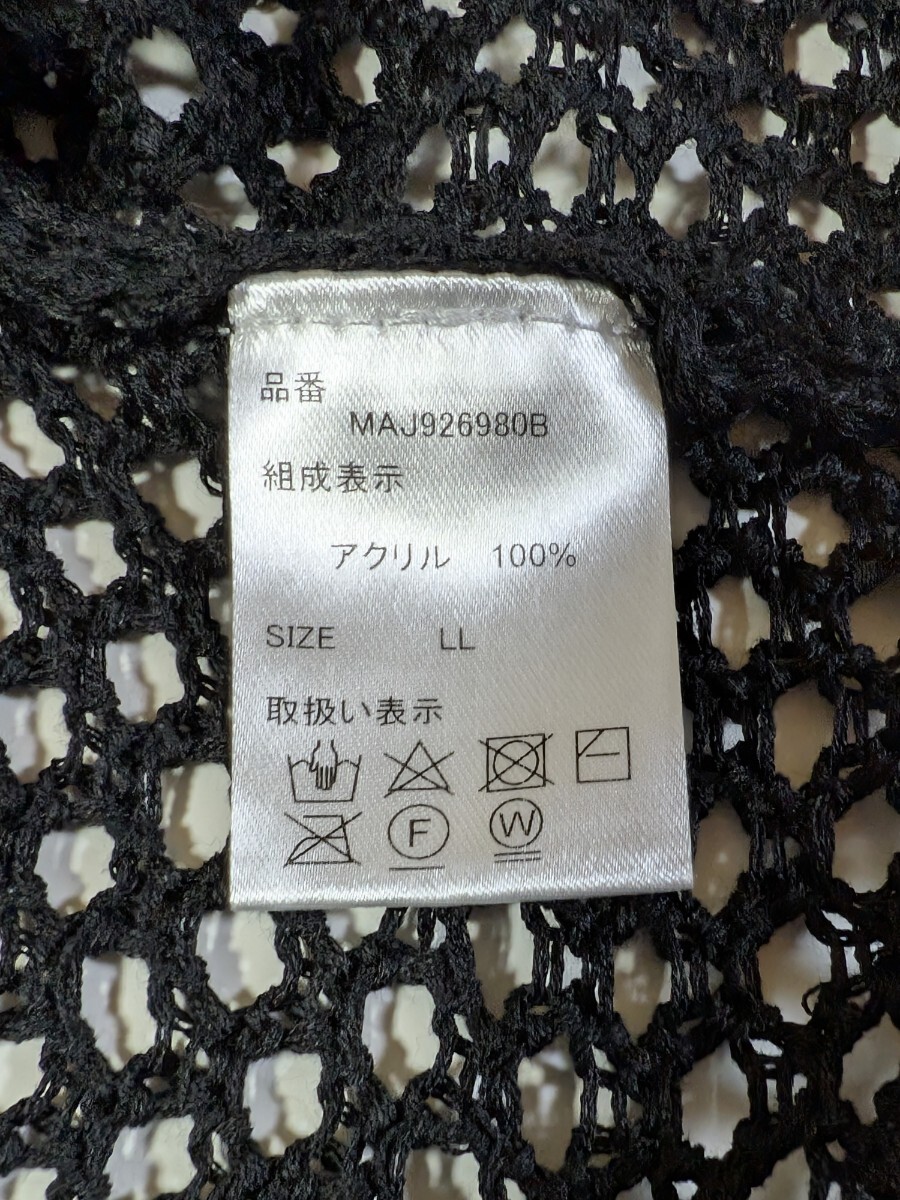 品番
MAJ926980B
組成表示
アクリル 100%
SIZE LL
取扱い表示
F W